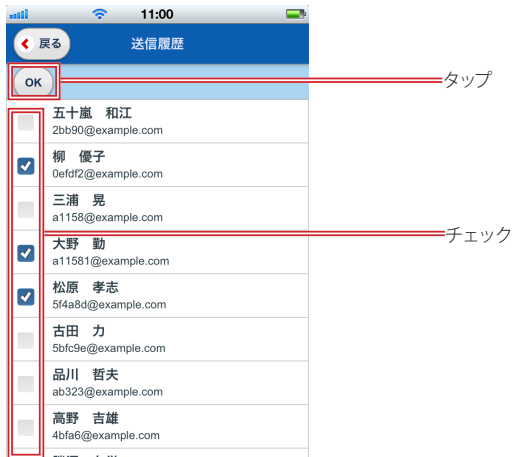 11:00
戻る
送信履歴
OK
タップ
五十嵐　和江
2bb90@example.com
柳　優子
0efdf2@example.com
三浦　晃
a1158@example.com
チェック
大野　勤
a11581@example.com
松原　孝志
5f4a8d@example.com
古田　力
5bfc9e@example.com
品川　哲夫
ab323@example.com
高野　吉雄
4bfa6@example.com